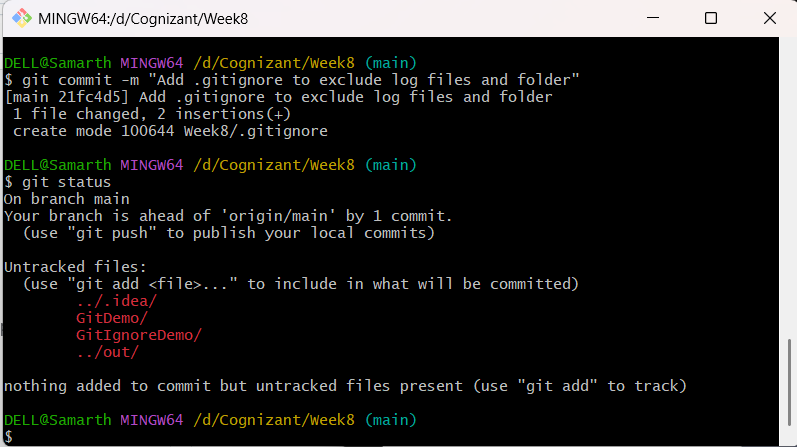 MINGW64:/d/Cognizant/Week8
DELL@Samarth MINGW64 /d/Cognizant/Week8 (main)
$ git commit -m "Add .gitignore to exclude log files and folder"
[main 21fc4d5] Add .gitignore to exclude log files and folder
 1 file changed, 2 insertions(+)
 create mode 100644 Week8/.gitignore

DELL@Samarth MINGW64 /d/Cognizant/Week8 (main)
$ git status
On branch main
Your branch is ahead of 'origin/main' by 1 commit.
  (use "git push" to publish your local commits)

Untracked files:
  (use "git add <file>..." to include in what will be committed)
        ../.idea/
        GitDemo/
        GitIgnoreDemo/
        ../out/

nothing added to commit but untracked files present (use "git add" to track)

DELL@Samarth MINGW64 /d/Cognizant/Week8 (main)
$